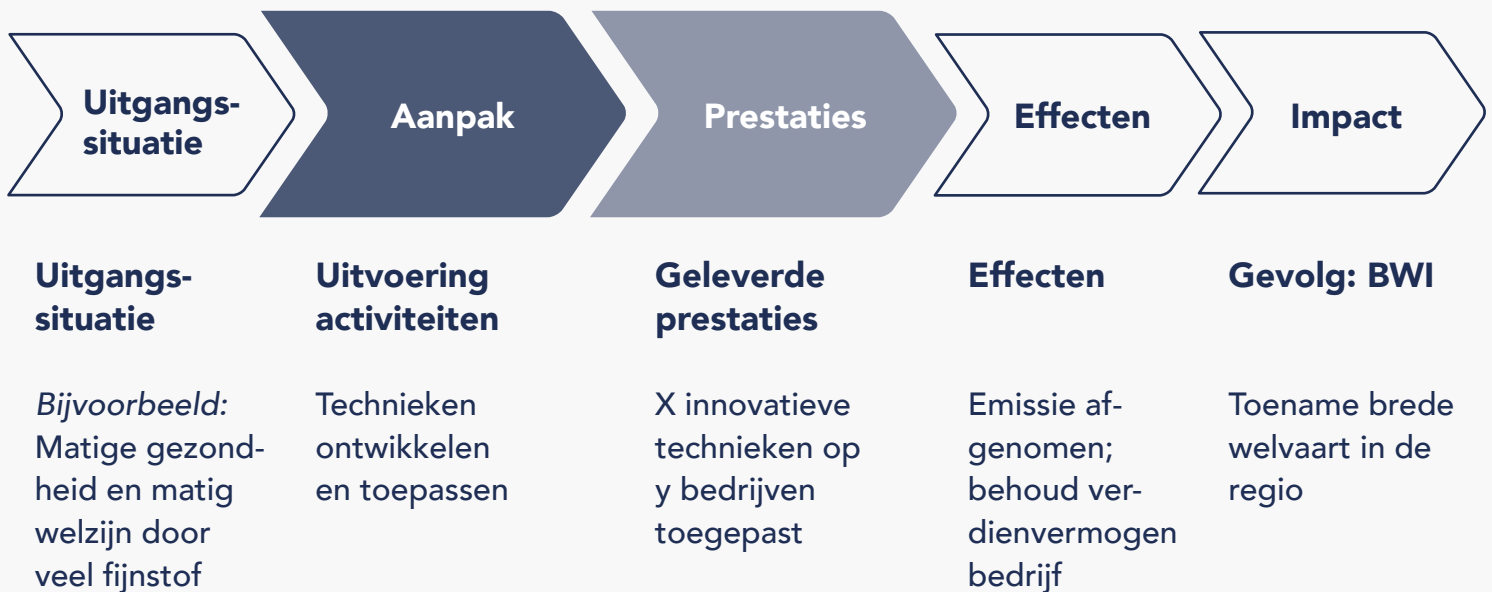 Uitgangs-
situatie
Aanpak
Prestaties
Effecten
Impact
Uitgangs-
situatie
Bijvoorbeeld:
Matige gezond-
heid en matig
welzijn door
veel fijnstof
Uitvoering
activiteiten
Technieken
ontwikkelen
en toepassen
Geleverde
prestaties
X innovatieve
technieken op
y bedrijven
toegepast
Effecten
Emissie af-
genomen;
behoud ver-
dienvermogen
bedrijf
Gevolg: BWI
Toename brede
welvaart in de
regio